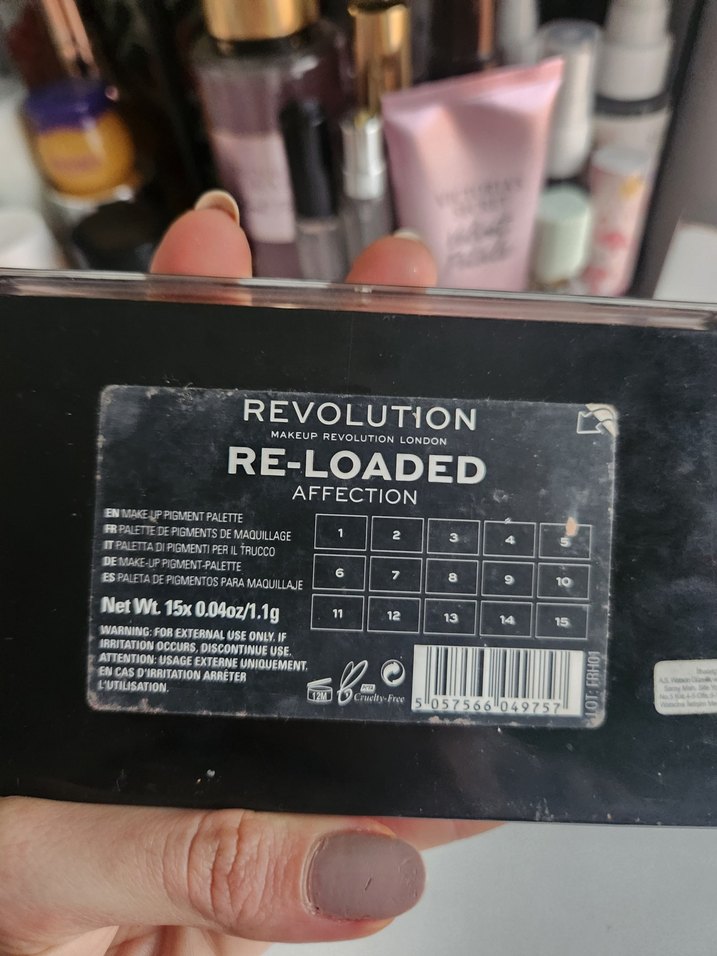 VICTORIA'S
SECRET
REVOLUTION
MAKEUP REVOLUTION LONDON
RE-LOADED
AFFECTION
EN MAKE UP PIGMENT PALETTE
FR PALETTE DE PIGMENTS DE MAQUILLAGE
IT PALETTA DI PIGMENTI PER IL TRUCCO
DE MAKE-UP PIGMENT-PALETTE
ES PALETA DE PIGMENTOS PARA MAQUILLAJE
Net Wt. 15x 0.04oz/1.1g
WARNING: FOR EXTERNAL USE ONLY. IF
IRRITATION OCCURS, DISCONTINUE USE.
ATTENTION: USAGE EXTERNE UNIQUEMENT.
EN CAS D'IRRITATION ARRÊTER
L'UTILISATION.
1 2 3 4 5
6 7 8 9 10
11 12 13 14 15
12M
PETA
Cruelty-Free
5 057566 049757
LOT: FRH01